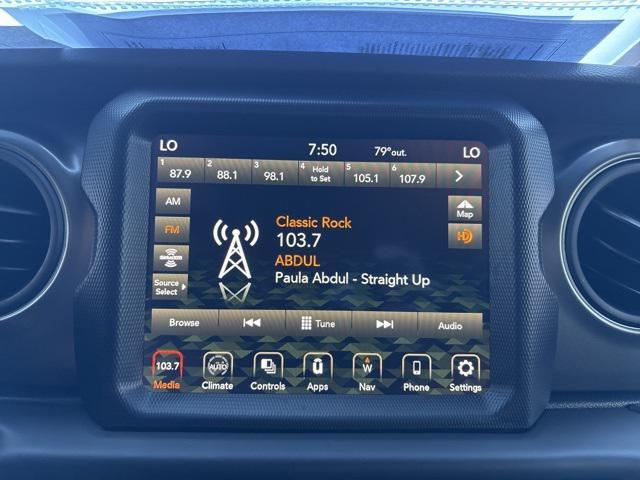 LO 7:50 79°out. LO
1 87.9 2 88.1 3 98.1 4 Hold to Set 5 105.1 6 107.9
AM
FM
Classic Rock
103.7
ABDUL
Paula Abdul - Straight Up
SiriusXM
Source Select
Map
HD
Browse Tune Audio
103.7 AUTO U W
Media Climate Controls Apps Nav Phone Settings